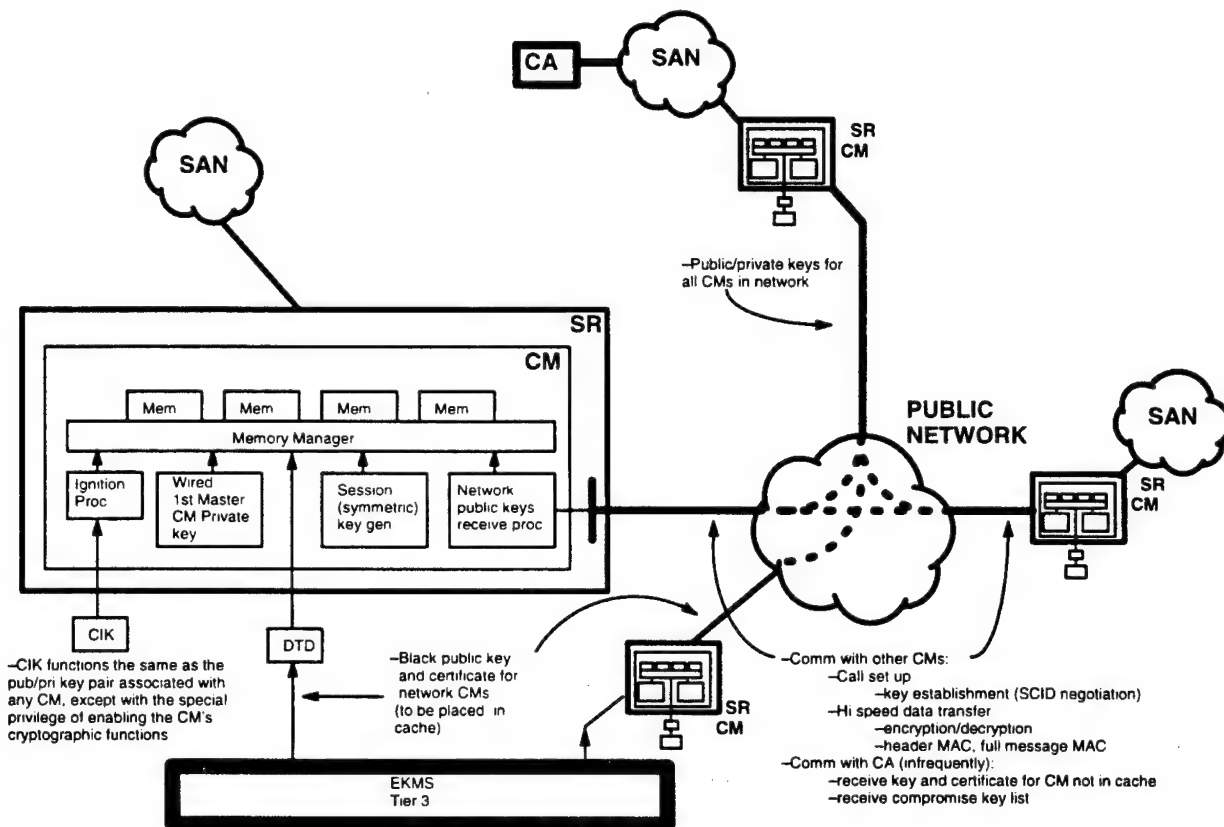 CA
SAN
SR
CM
SAN
–Public/private keys for
all CMs in network
SR
CM
Mem
Mem
Mem
Mem
Memory Manager
Ignition
Proc
Wired
1st Master
CM Private
key
Session
(symmetric)
key gen
Network
public keys
receive proc
PUBLIC
NETWORK
SAN
SR
CM
CIK
DTD
–CIK functions the same as the
pub/pri key pair associated with
any CM, except with the special
privilege of enabling the CM's
cryptographic functions
–Black public key
and certificate for
network CMs
(to be placed in
cache)
SR
CM
–Comm with other CMs:
–Call set up
–key establishment (SCID negotiation)
–Hi speed data transfer
–encryption/decryption
–header MAC, full message MAC
–Comm with CA (infrequently):
–receive key and certificate for CM not in cache
–receive compromise key list
EKMS
Tier 3